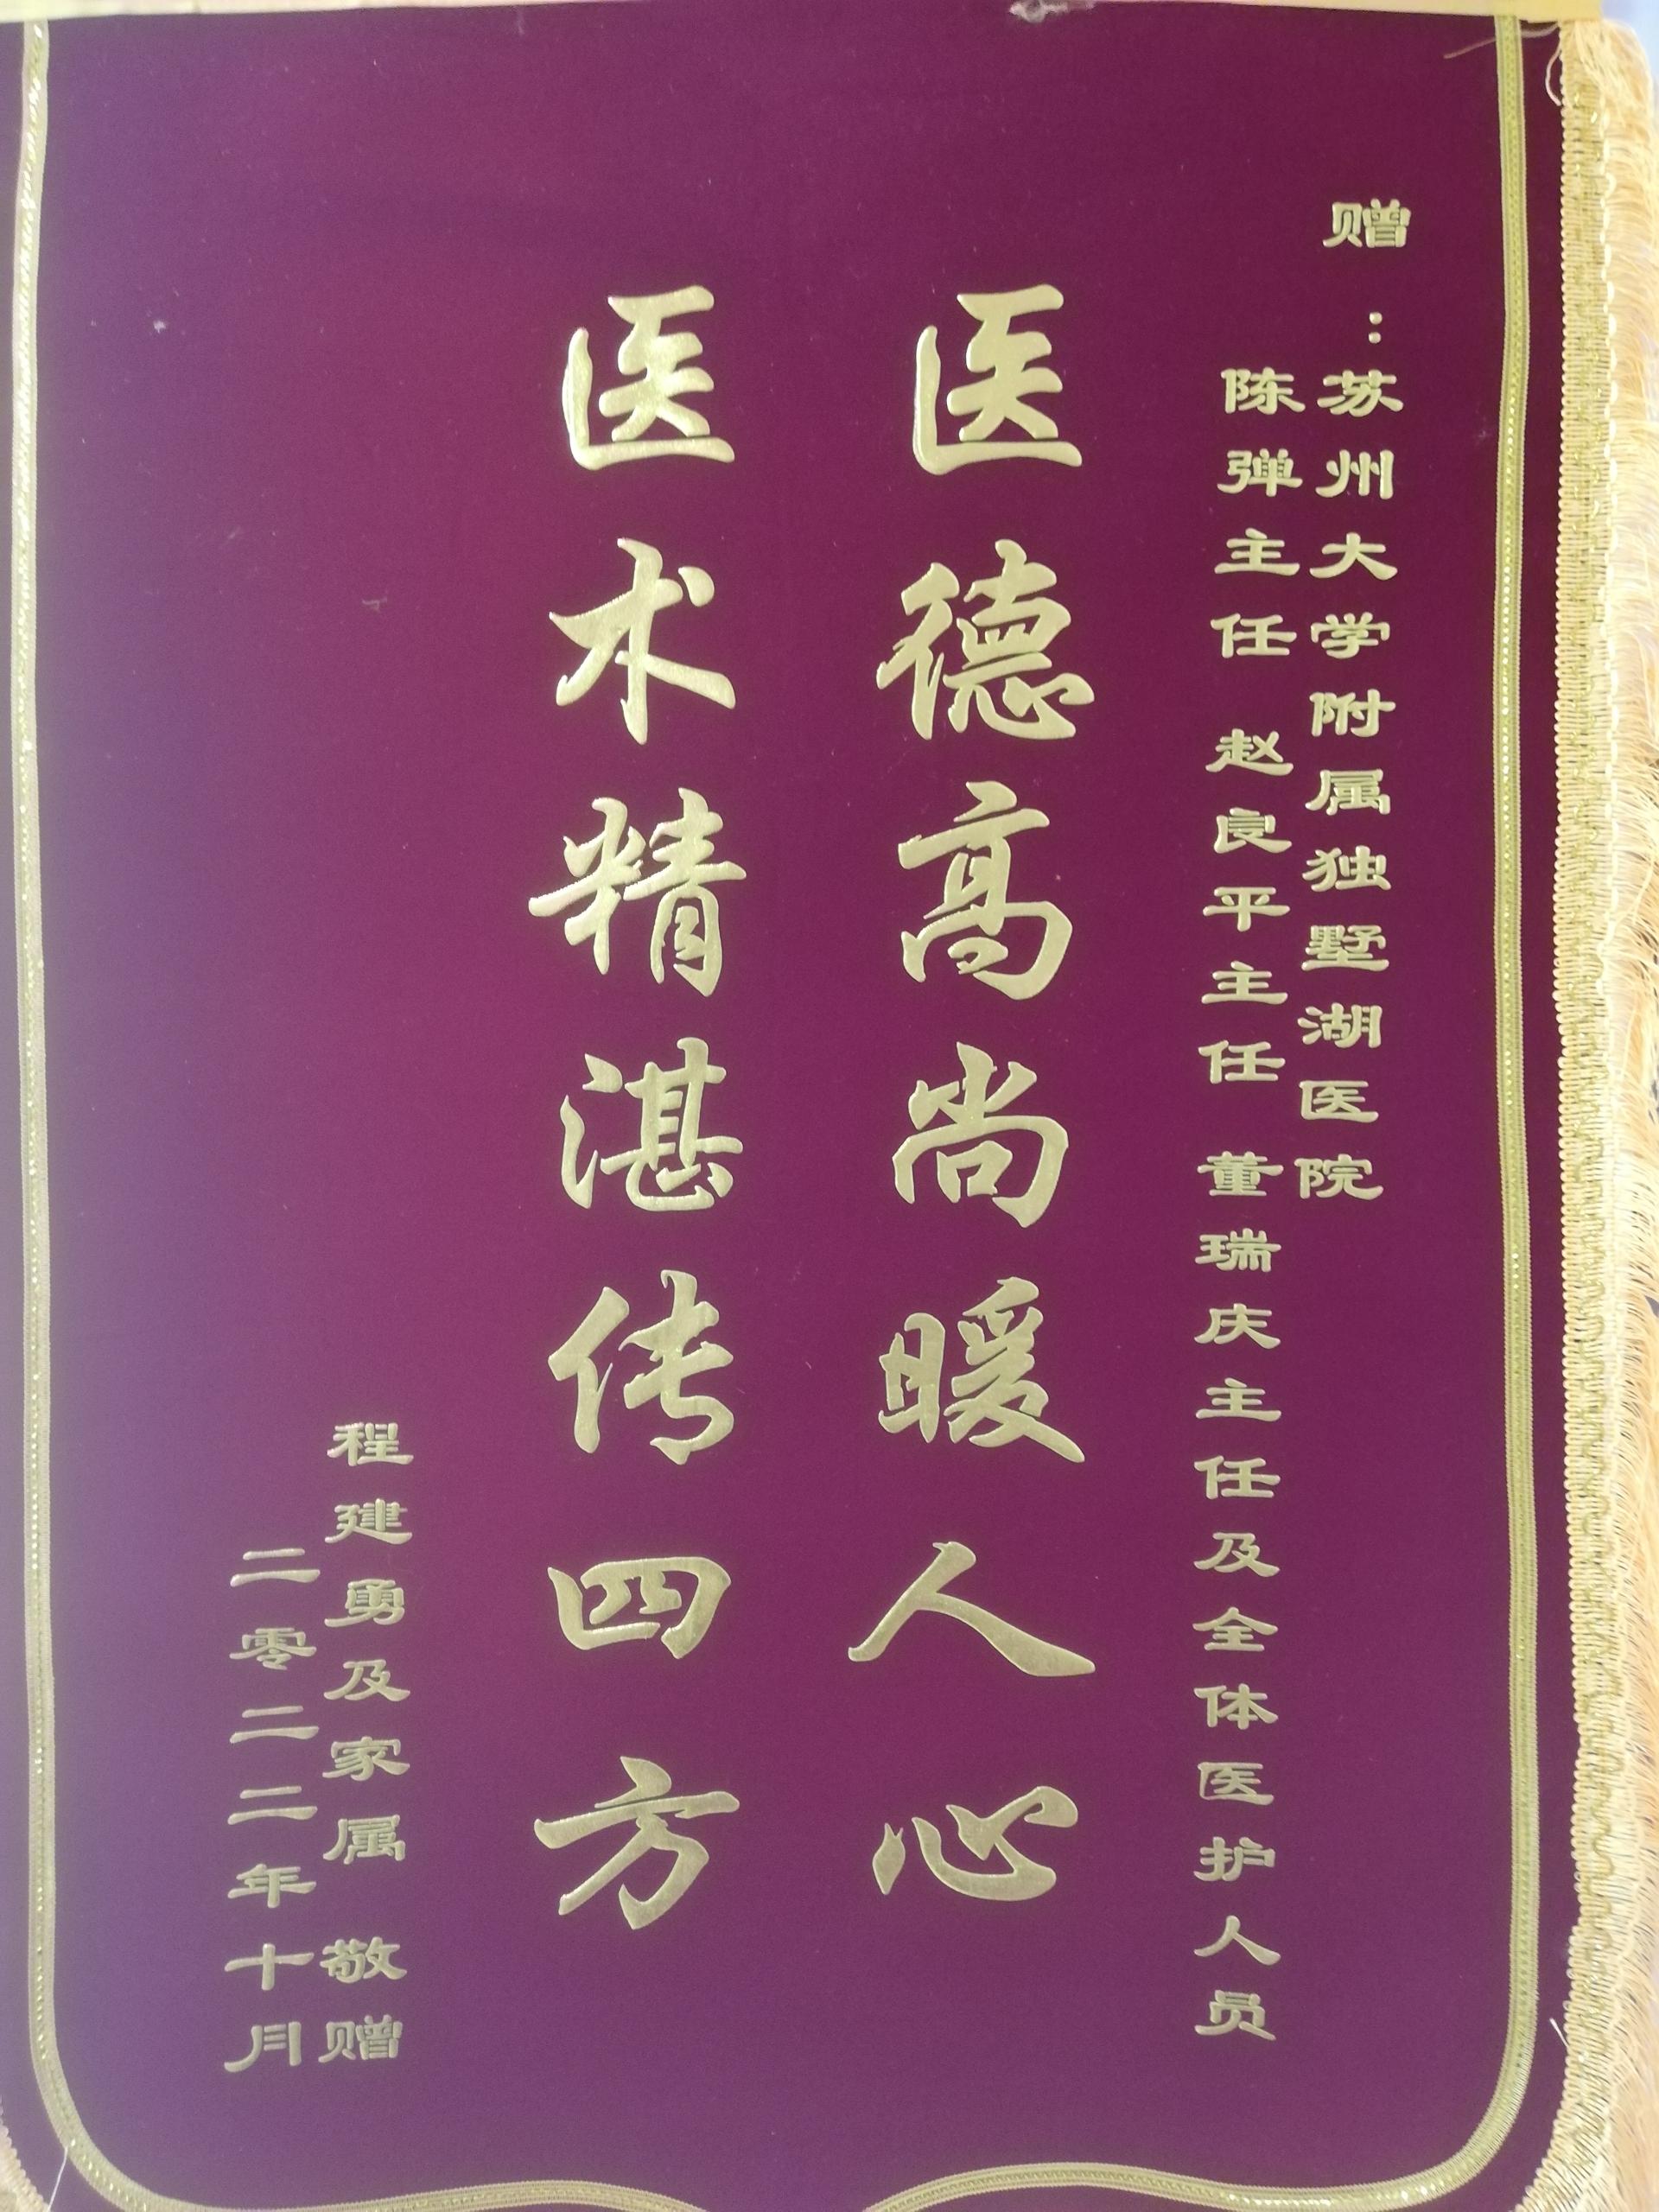 赠：苏州大学附属独墅湖医院
陈弹主任 赵良平主任 董瑞庆主任及全体医护人员
医德高尚暖人心
医术精湛传四方
程建勇及家属 敬赠
二零二二年十月